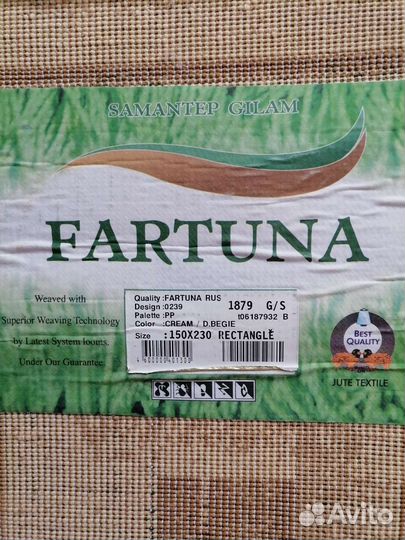 SAMANTEP GILAM
FARTUNA
Weaved with
Superior Weaving Technology
by Latest System looms.
Under Our Guarantee.
Quality :FARTUNA RUS
Design :0239
1879 G/S
Palette :PP
t06187932 B
Color :CREAM / D.BEGIE
Size :150X230 RECTANGLE
BEST
QUALITY
JUTE TEXTILE
Avito